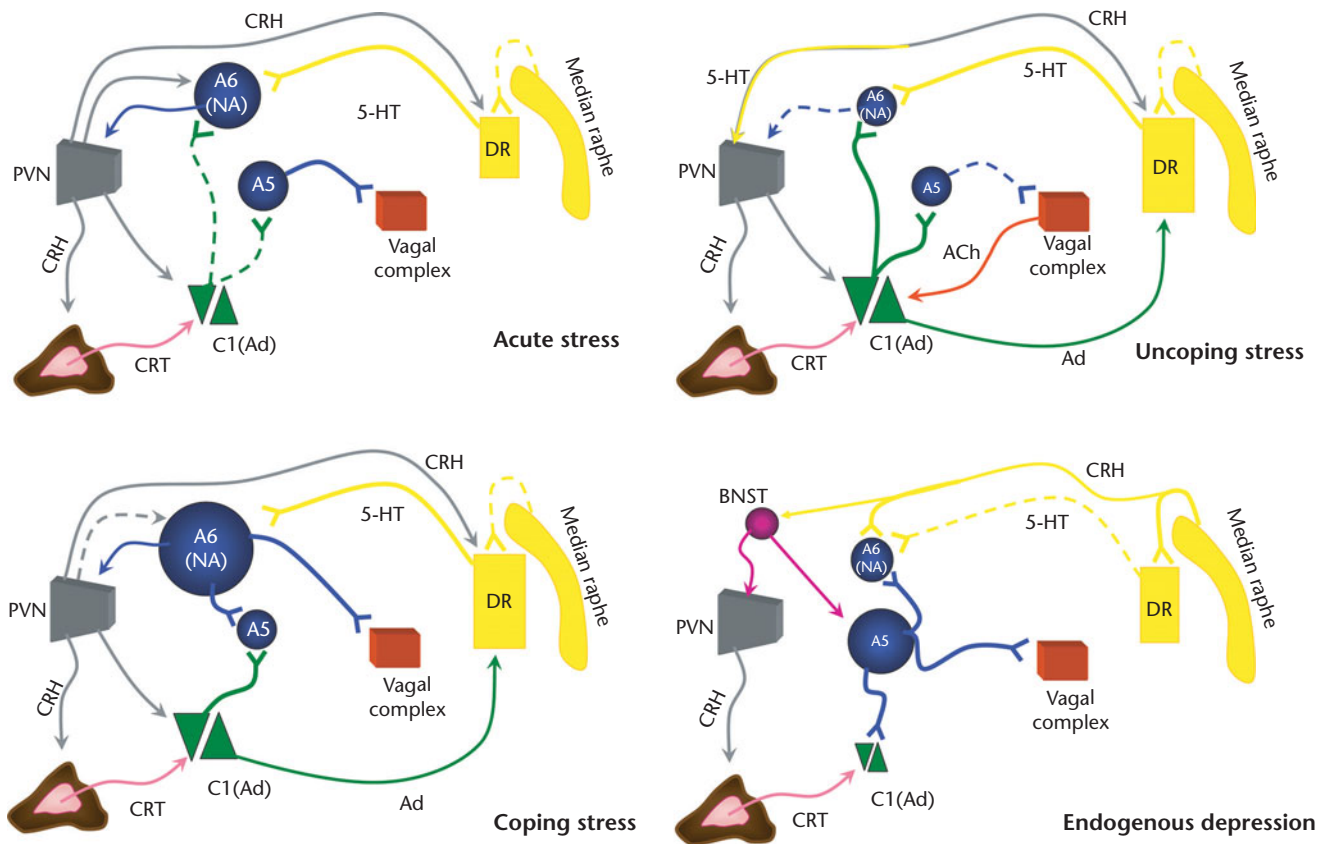 CRH
A6
(NA)
5-HT
Median raphe
DR
PVN
A5
Vagal
complex
CRH
C1(Ad)
CRT
Acute stress
CRH
5-HT
5-HT
A6
(NA)
Median raphe
DR
PVN
A5
ACh
Vagal
complex
CRH
C1(Ad)
CRT
Ad
Uncoping stress
CRH
5-HT
A6
(NA)
Median raphe
DR
PVN
A5
Vagal
complex
CRH
C1(Ad)
CRT
Ad
Coping stress
CRH
BNST
5-HT
A6
(NA)
Median raphe
DR
PVN
A5
Vagal
complex
CRH
C1(Ad)
CRT
Endogenous depression